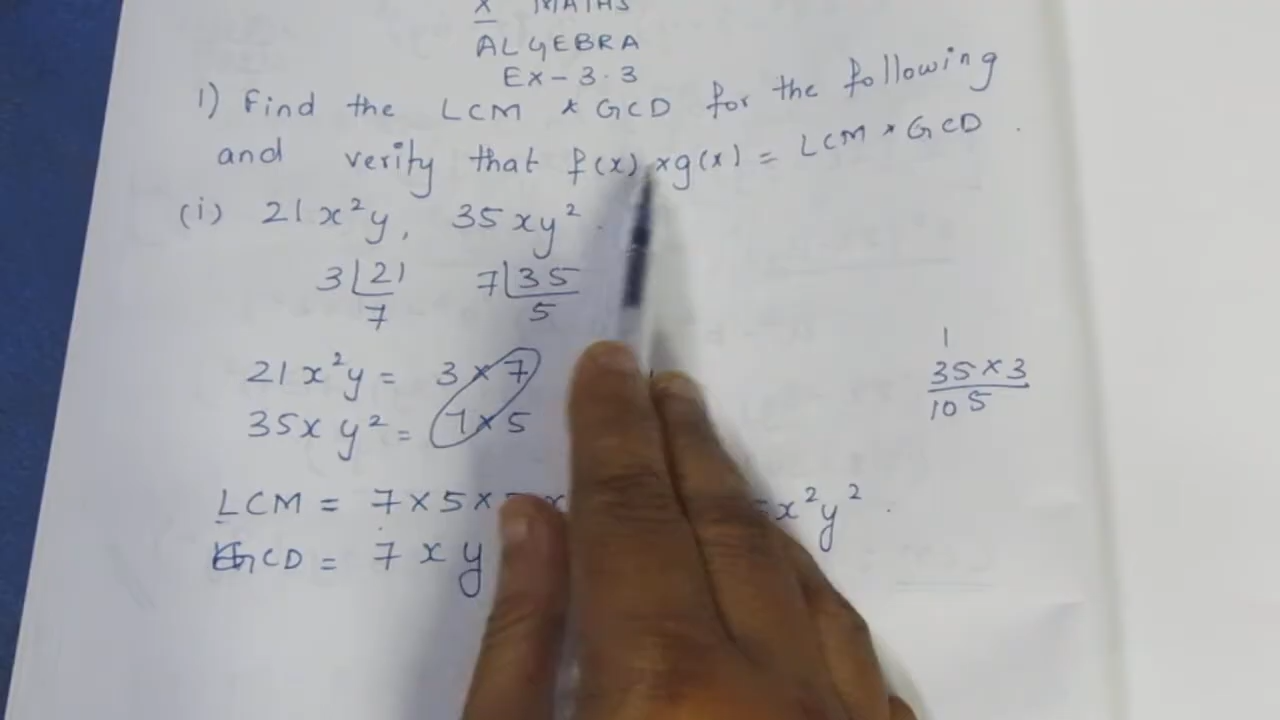 X MATHS
ALGEBRA
EX-3.3
1) Find the LCM * GCD for the following
and verify that f(x) × g(x) = LCM * GCD.
(i) 21x²y, 35xy².
3 21 7 35
7 5
21x²y = 3 × 7
35xy² = 7 × 5
1
35×3
105
LCM = 7×5× x²y².
GCD = 7xy